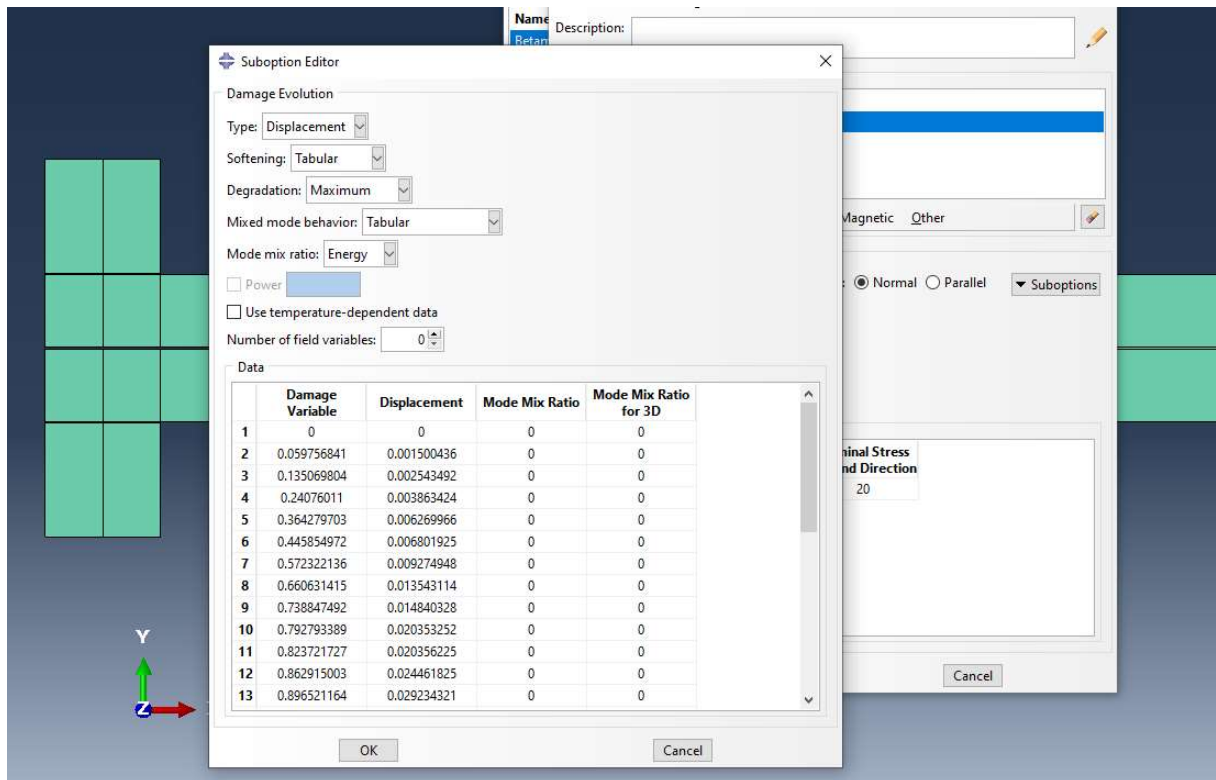 Name
Description:
Betam
Suboption Editor
Damage Evolution
Type: Displacement
Softening: Tabular
Degradation: Maximum
Mixed mode behavior: Tabular
Magnetic Other
Mode mix ratio: Energy
Power
Normal Parallel Suboptions
Use temperature-dependent data
Number of field variables: 0
Data
Damage Variable Displacement Mode Mix Ratio Mode Mix Ratio for 3D
1 0 0 0 0
2 0.059756841 0.001500436 0 0
3 0.135069804 0.002543492 0 0
4 0.24076011 0.003863424 0 0
5 0.364279703 0.006269966 0 0
6 0.445854972 0.006801925 0 0
7 0.572322136 0.009274948 0 0
8 0.660631415 0.013543114 0 0
9 0.738847492 0.014840328 0 0
10 0.792793389 0.020353252 0 0
11 0.823721727 0.020356225 0 0
12 0.862915003 0.024461825 0 0
13 0.896521164 0.029234321 0 0
OK Cancel
ninal Stress
nd Direction
20
Cancel
Y
Z